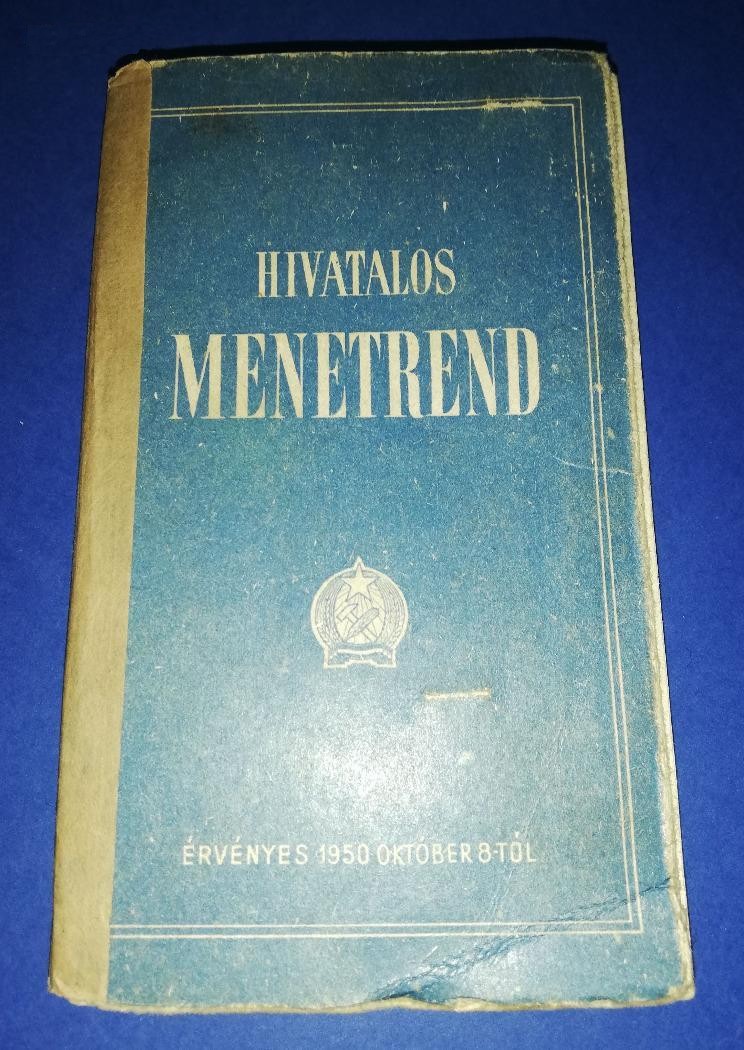 HIVATALOS
MENETREND
ÉRVÉNYES 1950 OKTÓBER 8-TÓL